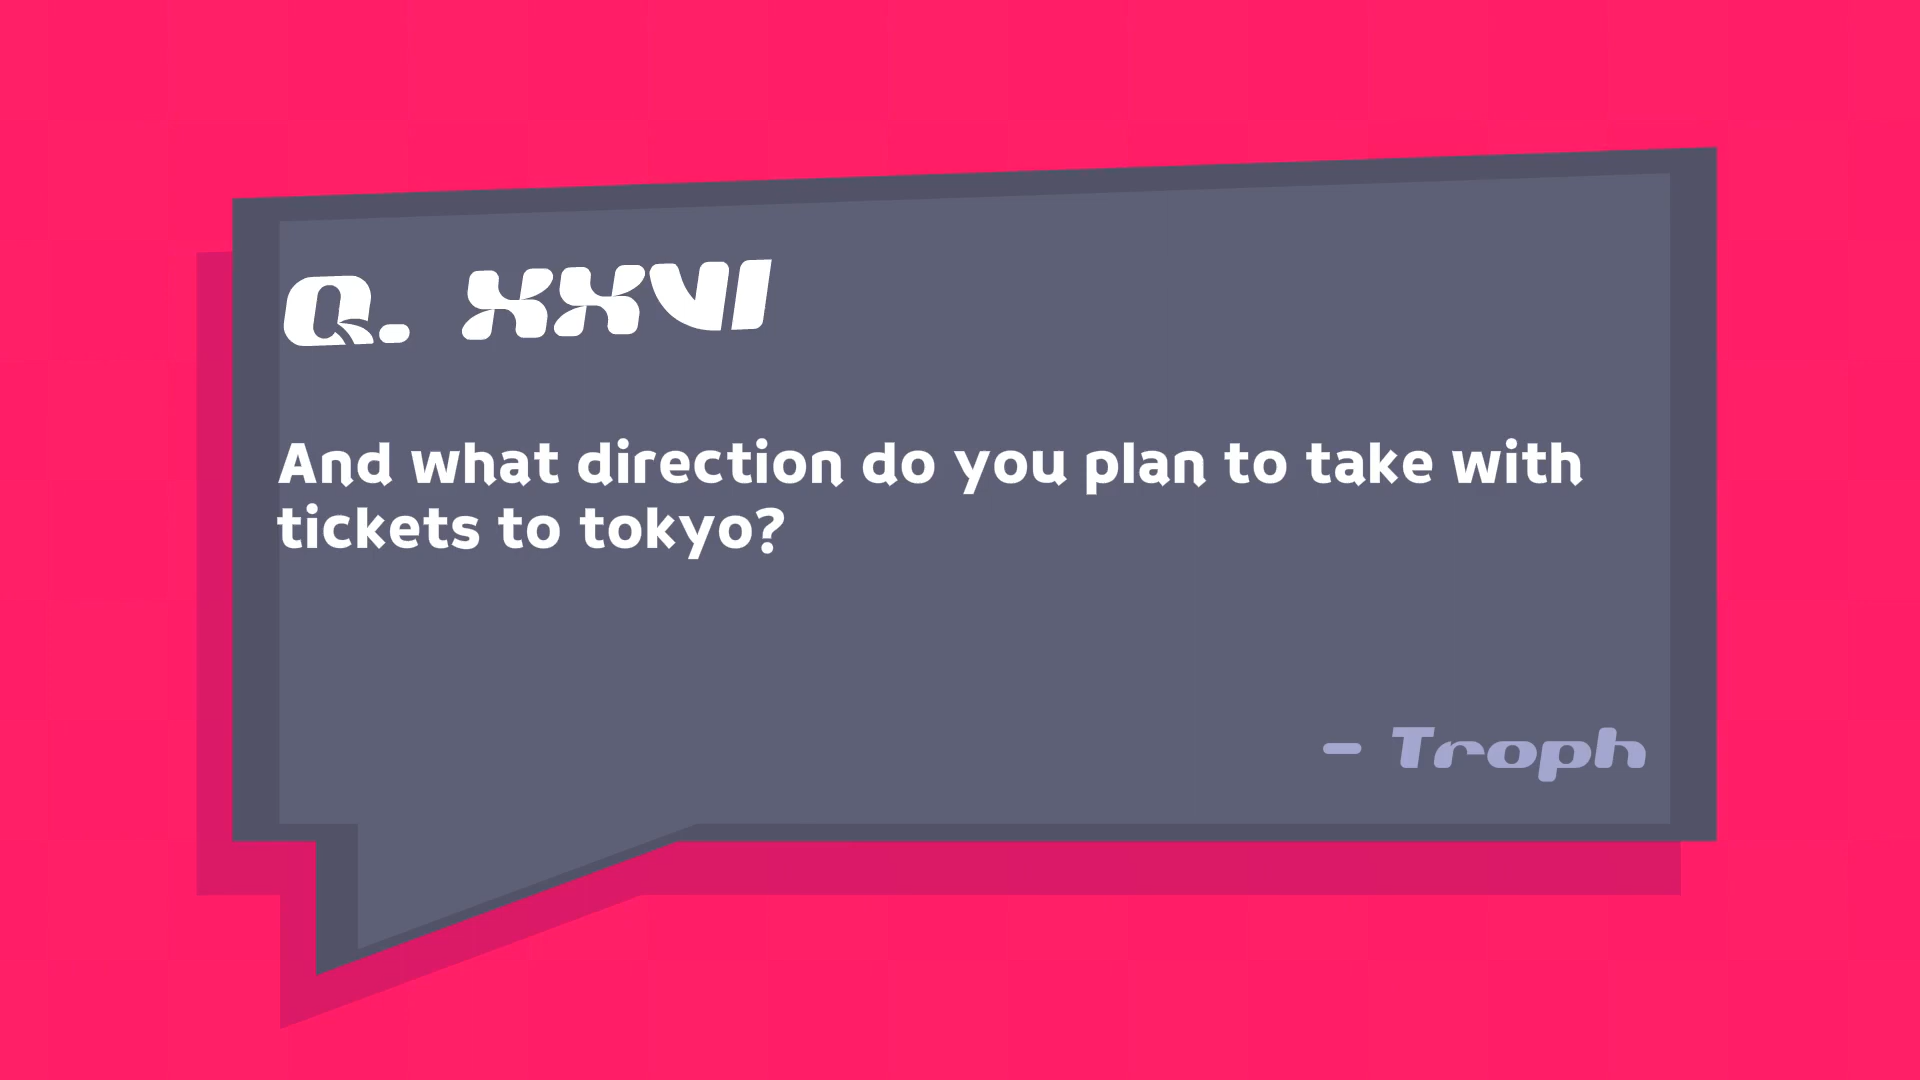 Q. XXVI
And what direction do you plan to take with
tickets to tokyo?
- Troph